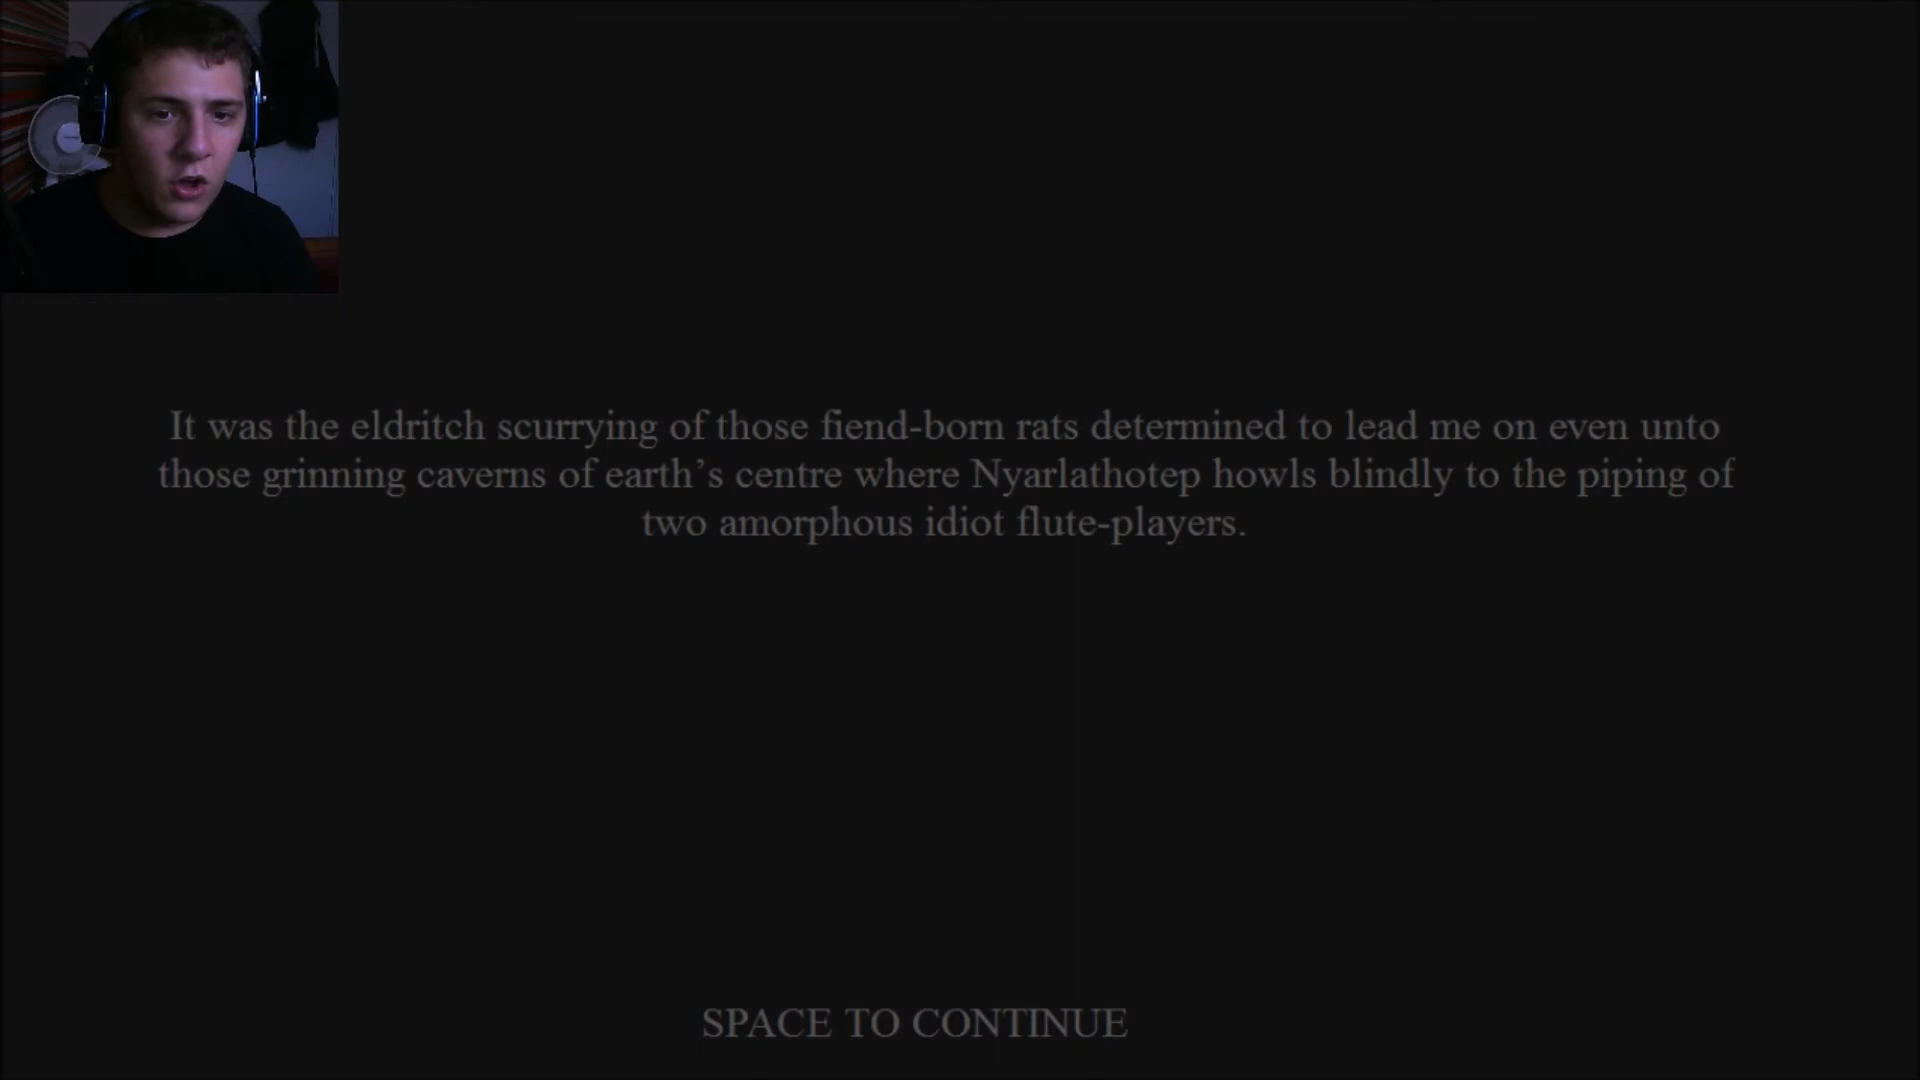 It was the eldritch scurrying of those fiend-born rats determined to lead me on even unto
those grinning caverns of earth’s centre where Nyarlathotep howls blindly to the piping of
two amorphous idiot flute-players.
SPACE TO CONTINUE